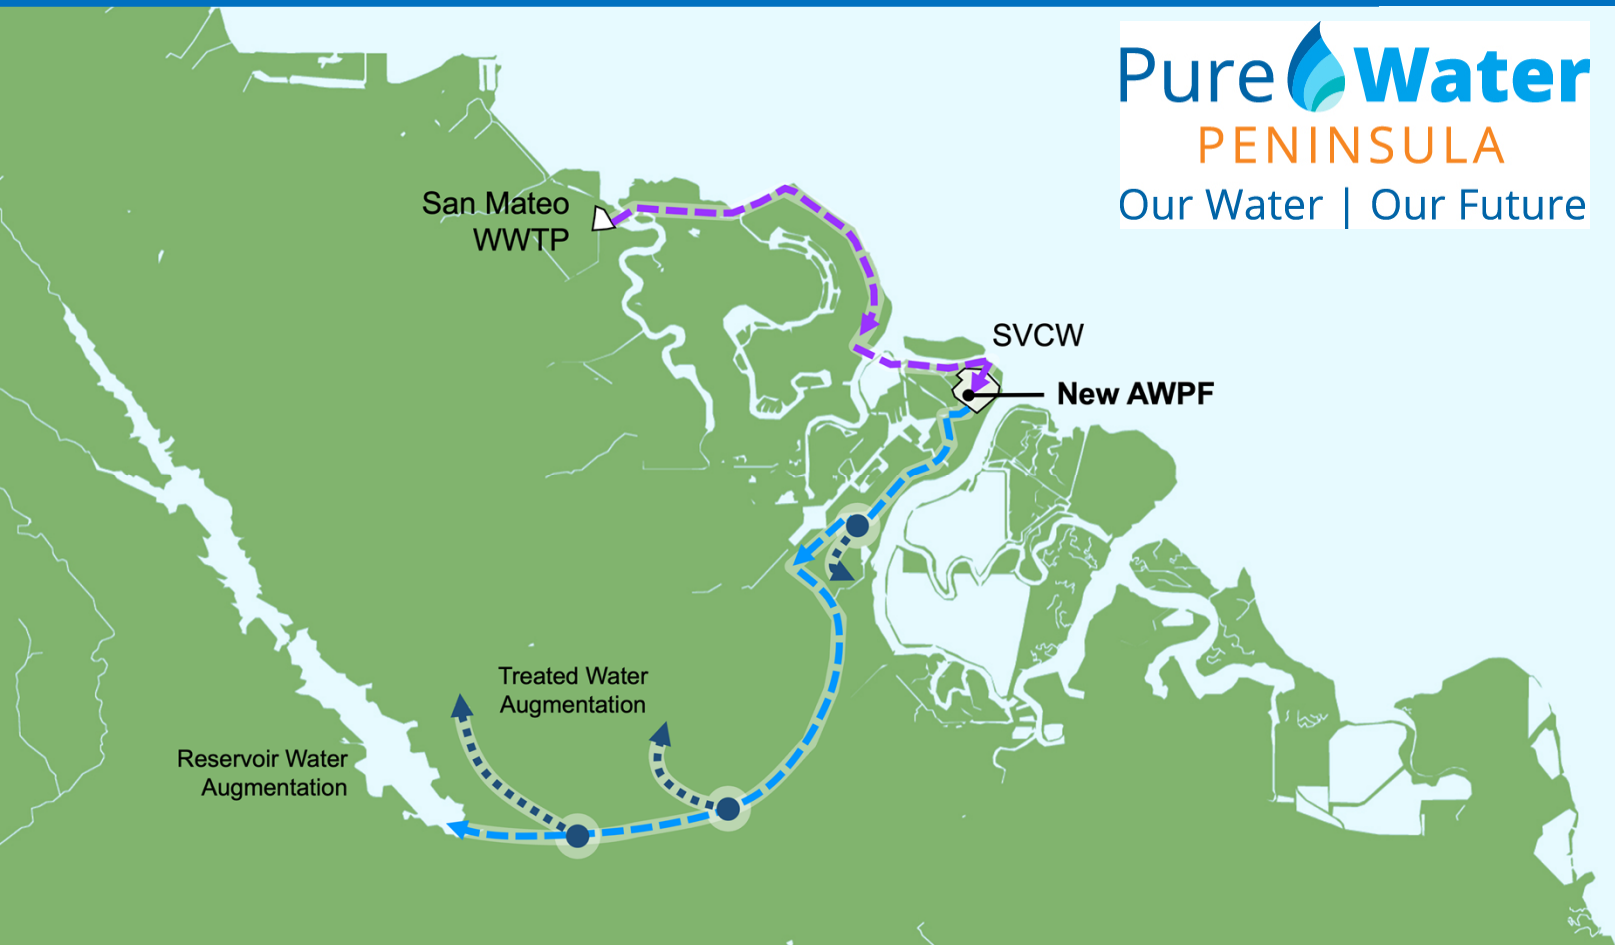 Pure Water
PENINSULA
Our Water | Our Future
San Mateo
WWTP
SVCW
New AWPF
Treated Water
Augmentation
Reservoir Water
Augmentation